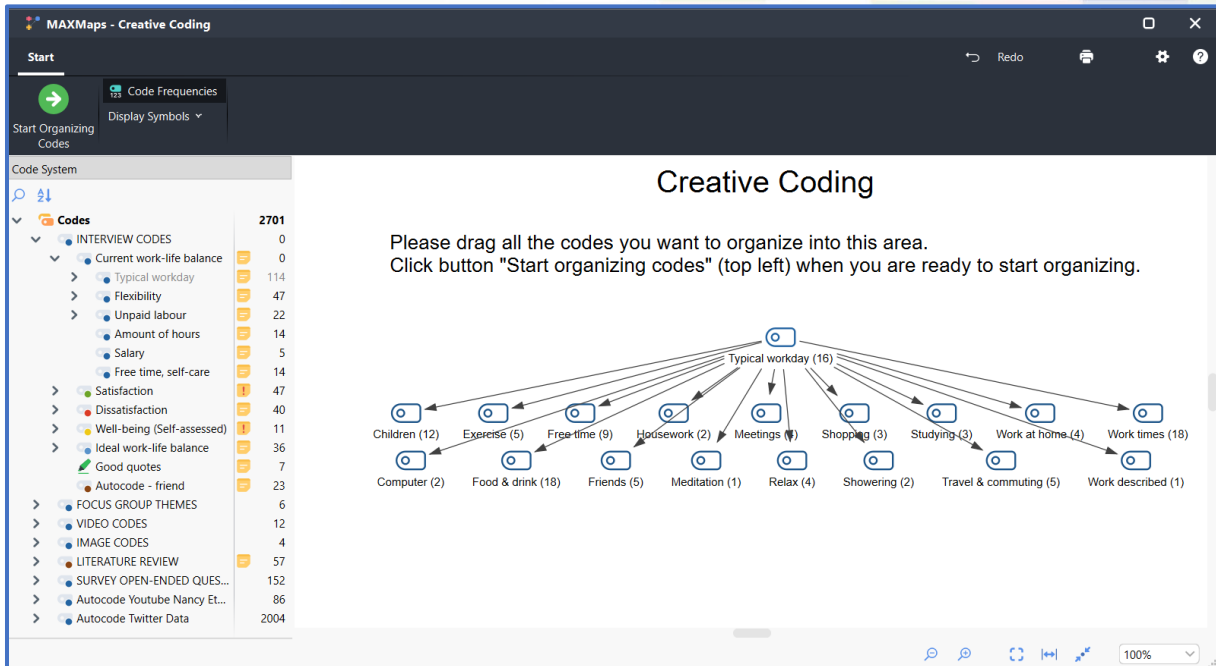 MAXMaps - Creative Coding
Start
Redo
Code Frequencies
Display Symbols
Start Organizing
Codes
Code System
Codes 2701
INTERVIEW CODES 0
Current work-life balance 0
Typical workday 114
Flexibility 47
Unpaid labour 22
Amount of hours 14
Salary 5
Free time, self-care 14
Satisfaction 47
Dissatisfaction 40
Well-being (Self-assessed) 11
Ideal work-life balance 36
Good quotes 7
Autocode - friend 23
FOCUS GROUP THEMES 6
VIDEO CODES 12
IMAGE CODES 4
LITERATURE REVIEW 57
SURVEY OPEN-ENDED QUES... 152
Autocode Youtube Nancy Et... 86
Autocode Twitter Data 2004
Creative Coding
Please drag all the codes you want to organize into this area.
Click button "Start organizing codes" (top left) when you are ready to start organizing.
Typical workday (16)
Children (12) Exercise (5) Free time (9) Housework (2) Meetings (4) Shopping (3) Studying (3) Work at home (4) Work times (18)
Computer (2) Food & drink (18) Friends (5) Meditation (1) Relax (4) Showering (2) Travel & commuting (5) Work described (1)
100%